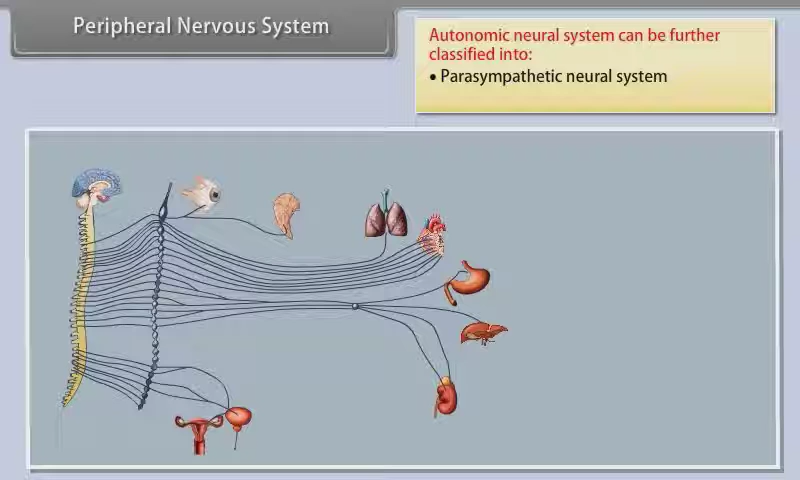 Peripheral Nervous System
Autonomic neural system can be further
classified into:
• Parasympathetic neural system